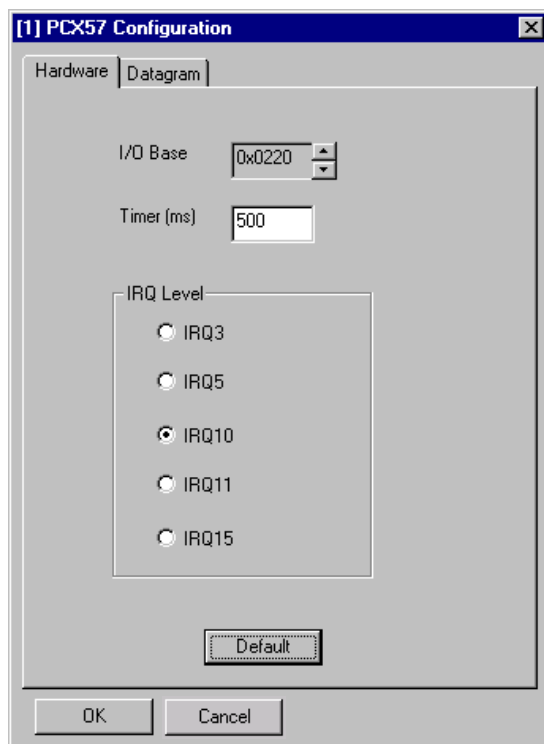 [1] PCX57 Configuration
Hardware Datagram
I/O Base 0x0220
Timer (ms) 500
IRQ Level
IRQ3
IRQ5
IRQ10
IRQ11
IRQ15
Default
OK Cancel